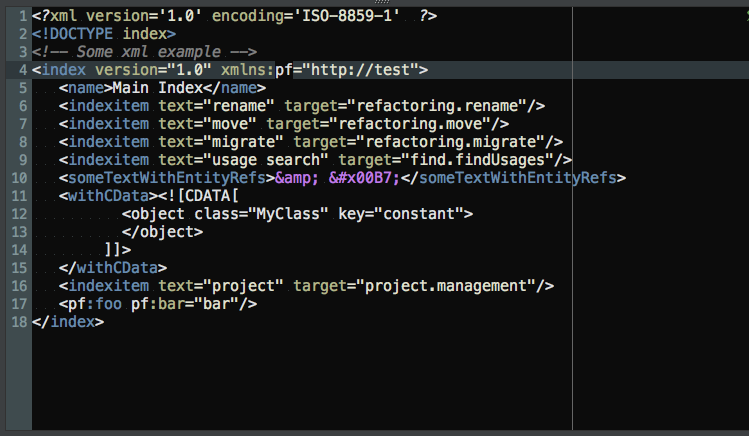 1 <?xml version='1.0' encoding='ISO-8859-1'  ?>
2 <!DOCTYPE index>
3 <!-- Some xml example -->
4 <index version="1.0" xmlns:pf="http://test">
5    <name>Main Index</name>
6    <indexitem text="rename" target="refactoring.rename"/>
7    <indexitem text="move" target="refactoring.move"/>
8    <indexitem text="migrate" target="refactoring.migrate"/>
9    <indexitem text="usage search" target="find.findUsages"/>
10    <someTextWithEntityRefs>&amp; &#x00B7;</someTextWithEntityRefs>
11    <withCData><![CDATA[
12           <object class="MyClass" key="constant">
13           </object>
14         ]]>
15    </withCData>
16    <indexitem text="project" target="project.management"/>
17    <pf:foo pf:bar="bar"/>
18 </index>